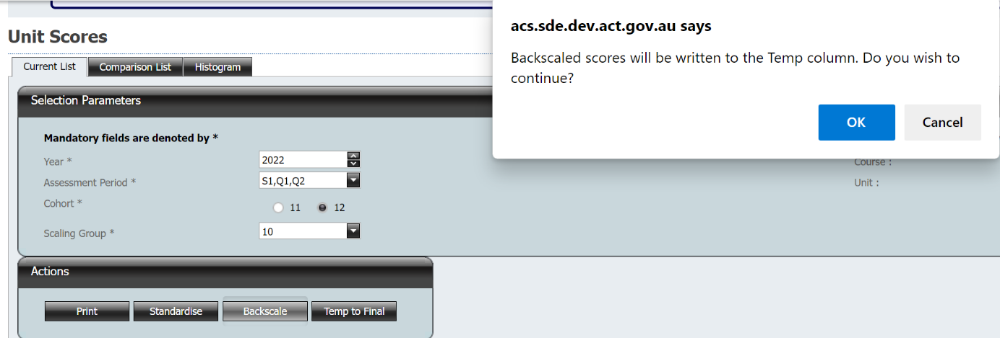 acs.sde.dev.act.gov.au says
Backscaled scores will be written to the Temp column. Do you wish to
continue?
OK Cancel
Unit Scores
Current List Comparison List Histogram
Selection Parameters
Mandatory fields are denoted by *
Year * 2022
Course :
Assessment Period * S1,Q1,Q2
Unit :
Cohort * 11 12
Scaling Group * 10
Actions
Print Standardise Backscale Temp to Final